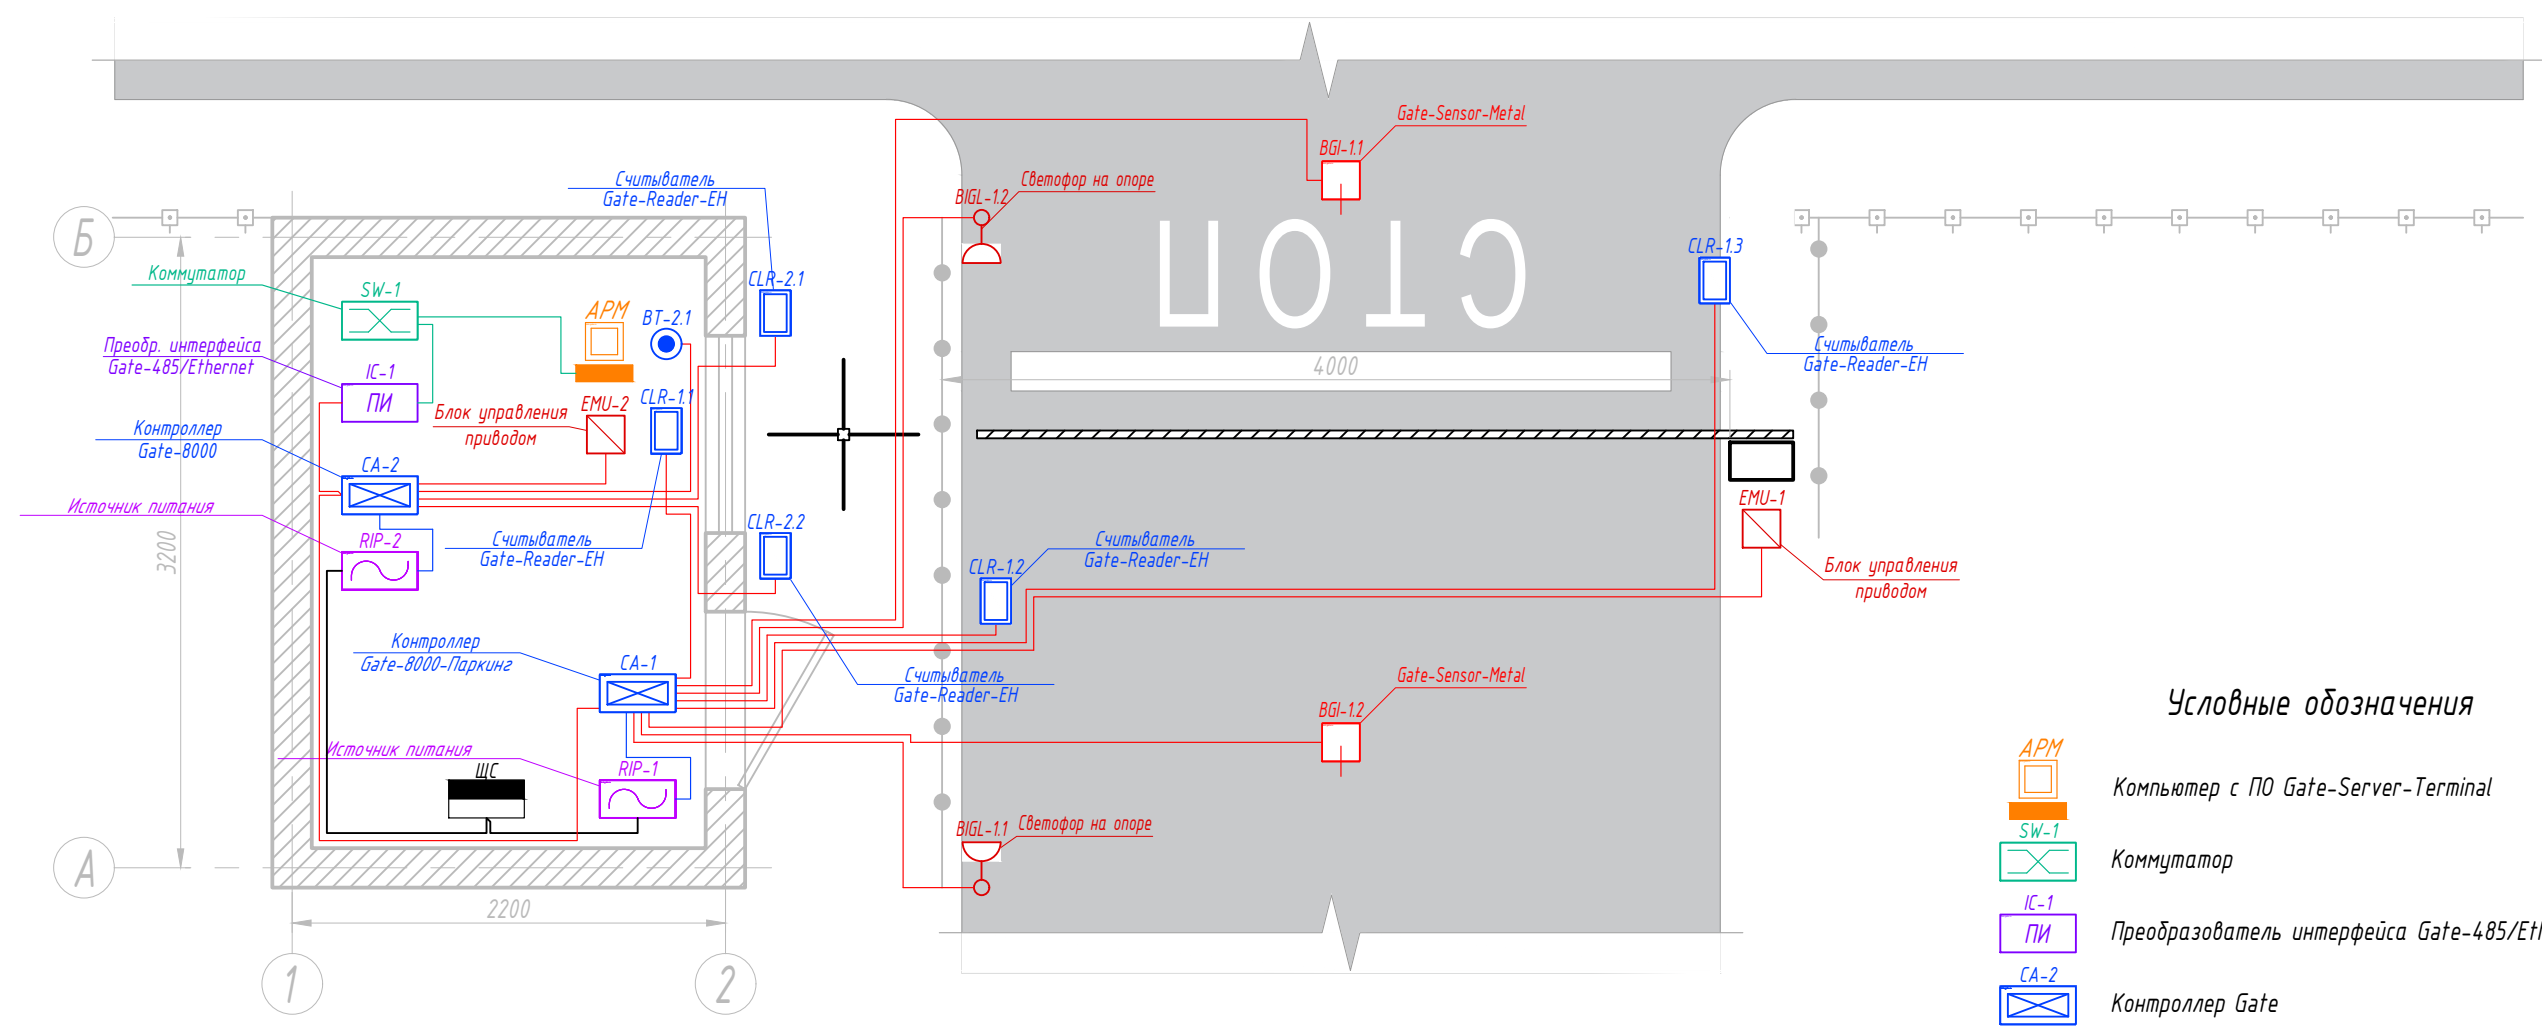 Gate-Sensor-Metal
BGI-1.1
Считыватель
Gate-Reader-EH
BIGL-1.2
Светофор на опоре
Б
СТОП
CLR-1.3
Коммутатор
SW-1
CLR-2.1
АРМ
BT-2.1
Преобр. интерфейса
Gate-485/Ethernet
IC-1
ПИ
Считыватель
Gate-Reader-EH
4000
Блок управления
приводом
EMU-2
CLR-1.1
Контроллер
Gate-8000
CA-2
Источник питания
RIP-2
3200
Считыватель
Gate-Reader-EH
CLR-2.2
EMU-1
CLR-1.2
Считыватель
Gate-Reader-EH
Блок управления
приводом
Контроллер
Gate-8000-Паркинг
CA-1
Считыватель
Gate-Reader-EH
Gate-Sensor-Metal
BGI-1.2
Источник питания
ЩС
RIP-1
BIGL-1.1
Светофор на опоре
А
2200
1
2
Условные обозначения
АРМ
Компьютер с ПО Gate-Server-Terminal
SW-1
Коммутатор
IC-1
ПИ
Преобразователь интерфейса Gate-485/Eth
CA-2
Контроллер Gate